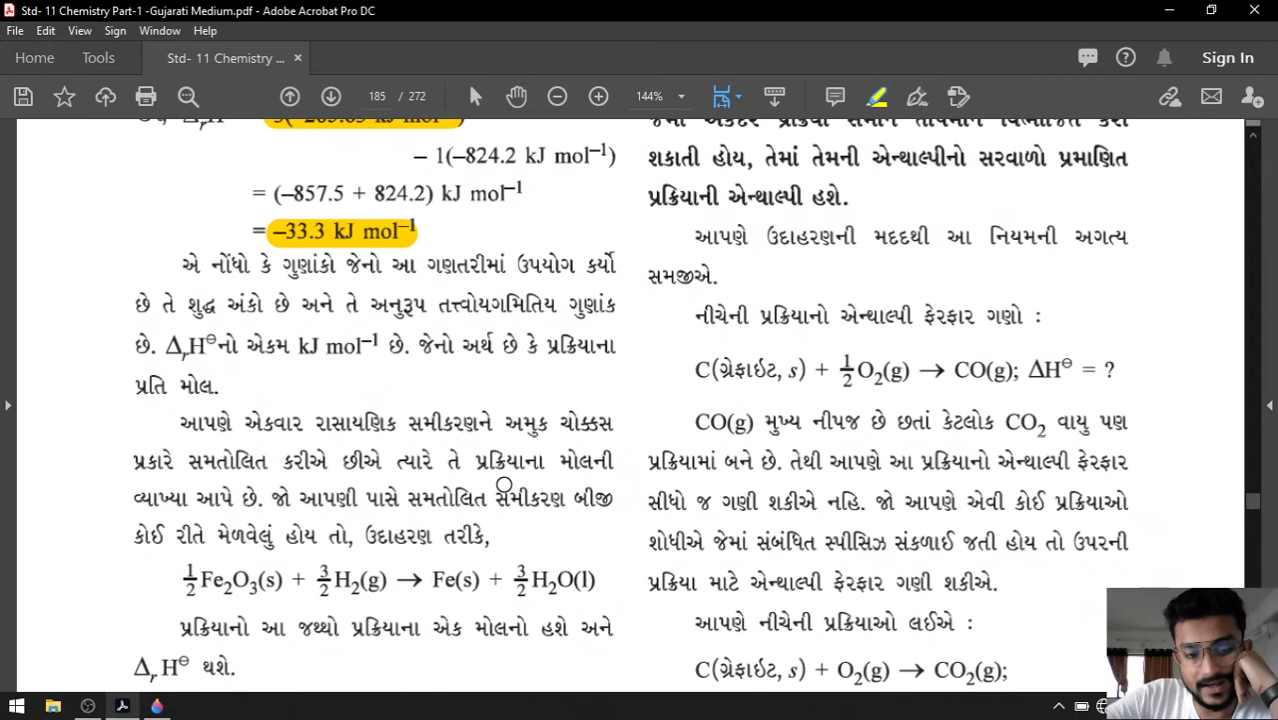 Std- 11 Chemistry Part-1 -Gujarati Medium.pdf - Adobe Acrobat Pro DC
File Edit View Sign Window Help
Home Tools Std- 11 Chemistry ... × Sign In
185 / 272 144%
– 1(–824.2 kJ mol⁻¹)
= (–857.5 + 824.2) kJ mol⁻¹
= –33.3 kJ mol⁻¹
એ નોંધો કે ગુણાંકો જેનો આ ગણતરીમાં ઉપયોગ કર્યો
છે તે શુદ્ધ અંકો છે અને તે અનુરૂપ તત્ત્વોયગમિતિય ગુણાંક
છે. ΔᵣH⊖નો એકમ kJ mol⁻¹ છે. જેનો અર્થ છે કે પ્રક્રિયાના
પ્રતિ મોલ.
આપણે એકવાર રાસાયણિક સમીકરણને અમુક ચોક્કસ
પ્રકારે સમતોલિત કરીએ છીએ ત્યારે તે પ્રક્રિયાના મોલની
વ્યાખ્યા આપે છે. જો આપણી પાસે સમતોલિત સમીકરણ બીજી
કોઈ રીતે મેળવેલું હોય તો, ઉદાહરણ તરીકે,
½Fe₂O₃(s) + 3/2H₂(g) → Fe(s) + 3/2H₂O(l)
પ્રક્રિયાનો આ જથ્થો પ્રક્રિયાના એક મોલનો હશે અને
ΔᵣH⊖ થશે.
જેમાં એકંદર પ્રક્રિયા સમાન તાપમાને વિભાજિત કરી
શકાતી હોય, તેમાં તેમની એન્થાલ્પીનો સરવાળો પ્રમાણિત
પ્રક્રિયાની એન્થાલ્પી હશે.
આપણે ઉદાહરણની મદદથી આ નિયમની અગત્ય
સમજીએ.
નીચેની પ્રક્રિયાનો એન્થાલ્પી ફેરફાર ગણો :
C(ગ્રેફાઇટ, s) + ½O₂(g) → CO(g); ΔH⊖ = ?
CO(g) મુખ્ય નીપજ છે છતાં કેટલોક CO₂ વાયુ પણ
પ્રક્રિયામાં બને છે. તેથી આપણે આ પ્રક્રિયાનો એન્થાલ્પી ફેરફાર
સીધો જ ગણી શકીએ નહિ. જો આપણે એવી કોઈ પ્રક્રિયાઓ
શોધીએ જેમાં સંબંધિત સ્પીસિઝ સંકળાઈ જતી હોય તો ઉપરની
પ્રક્રિયા માટે એન્થાલ્પી ફેરફાર ગણી શકીએ.
આપણે નીચેની પ્રક્રિયાઓ લઈએ :
C(ગ્રેફાઇટ, s) + O₂(g) → CO₂(g);